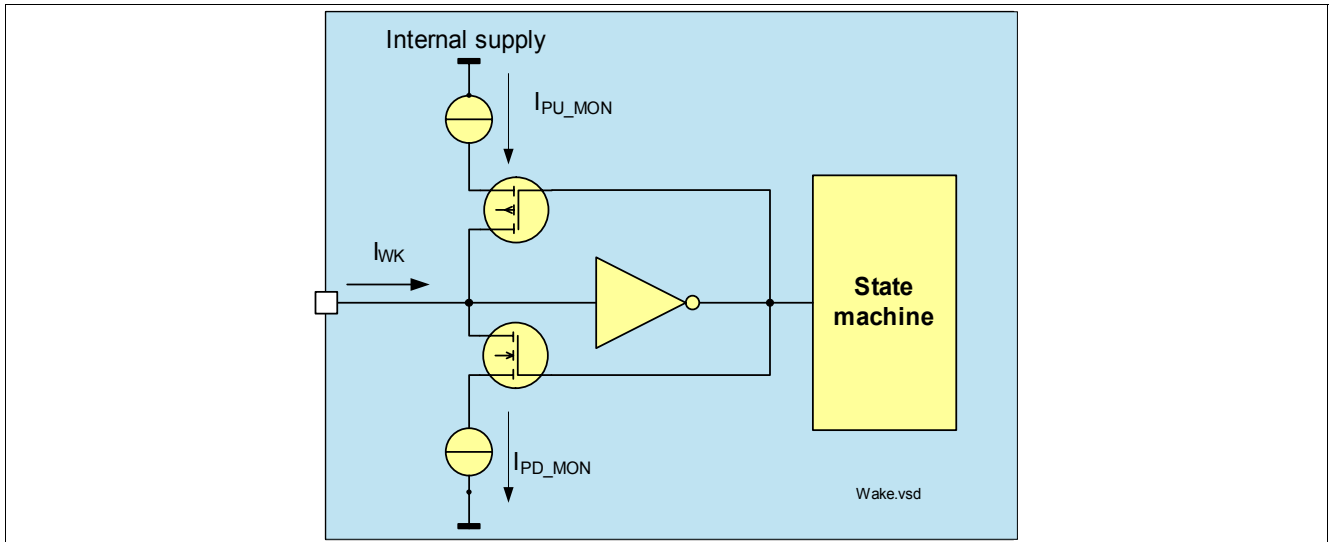 Internal supply
IPU_MON
IWK
State
machine
IPD_MON
Wake.vsd